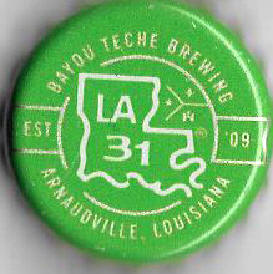 BAYOU TECHE BREWING
LA
31
®
EST
'09
ARNAUDVILLE, LOUISIANA